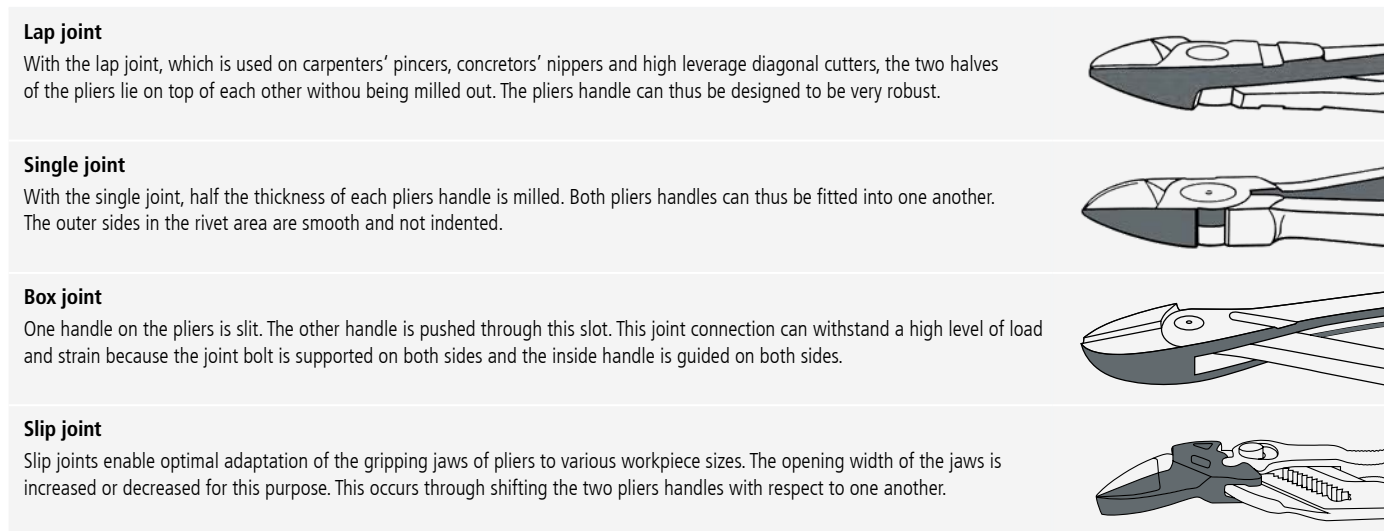 Lap joint
With the lap joint, which is used on carpenters’ pincers, concretors’ nippers and high leverage diagonal cutters, the two halves
of the pliers lie on top of each other withou being milled out. The pliers handle can thus be designed to be very robust.
Single joint
With the single joint, half the thickness of each pliers handle is milled. Both pliers handles can thus be fitted into one another.
The outer sides in the rivet area are smooth and not indented.
Box joint
One handle on the pliers is slit. The other handle is pushed through this slot. This joint connection can withstand a high level of load
and strain because the joint bolt is supported on both sides and the inside handle is guided on both sides.
Slip joint
Slip joints enable optimal adaptation of the gripping jaws of pliers to various workpiece sizes. The opening width of the jaws is
increased or decreased for this purpose. This occurs through shifting the two pliers handles with respect to one another.